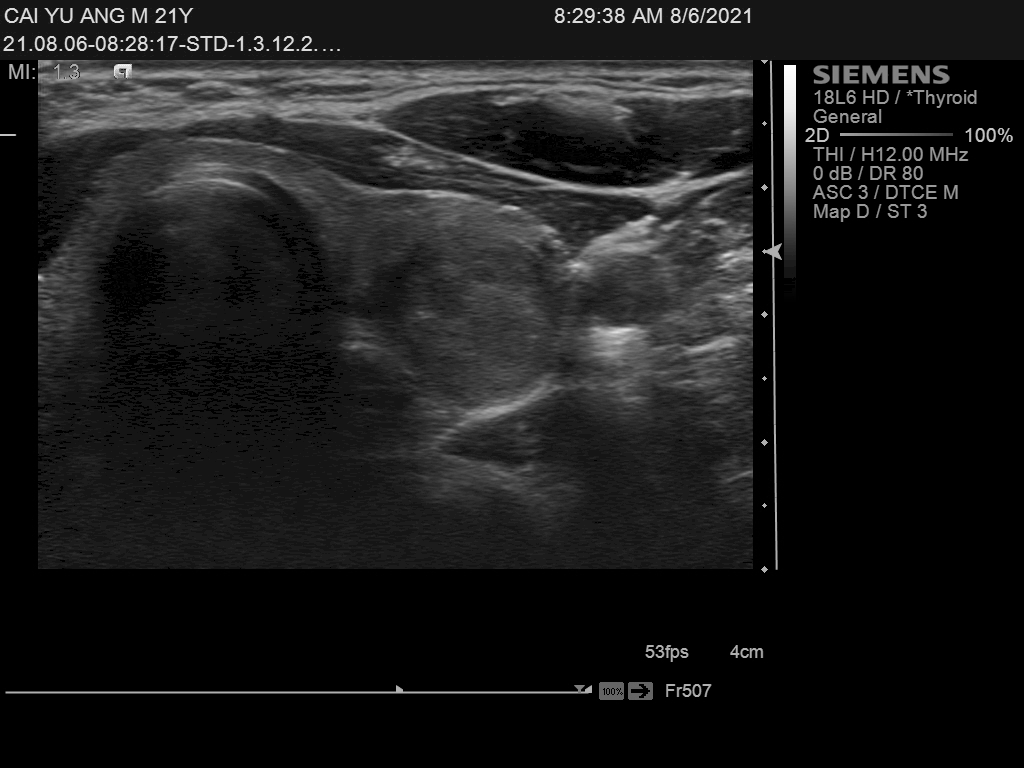 CAI YU ANG M 21Y 8:29:38 AM 8/6/2021
21.08.06-08:28:17-STD-1.3.12.2....
MI: 1.3
SIEMENS
18L6 HD / *Thyroid
General
2D 100%
THI / H12.00 MHz
0 dB / DR 80
ASC 3 / DTCE M
Map D / ST 3
53fps 4cm
100% Fr507